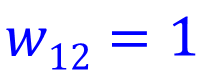 w₁₂ = 1